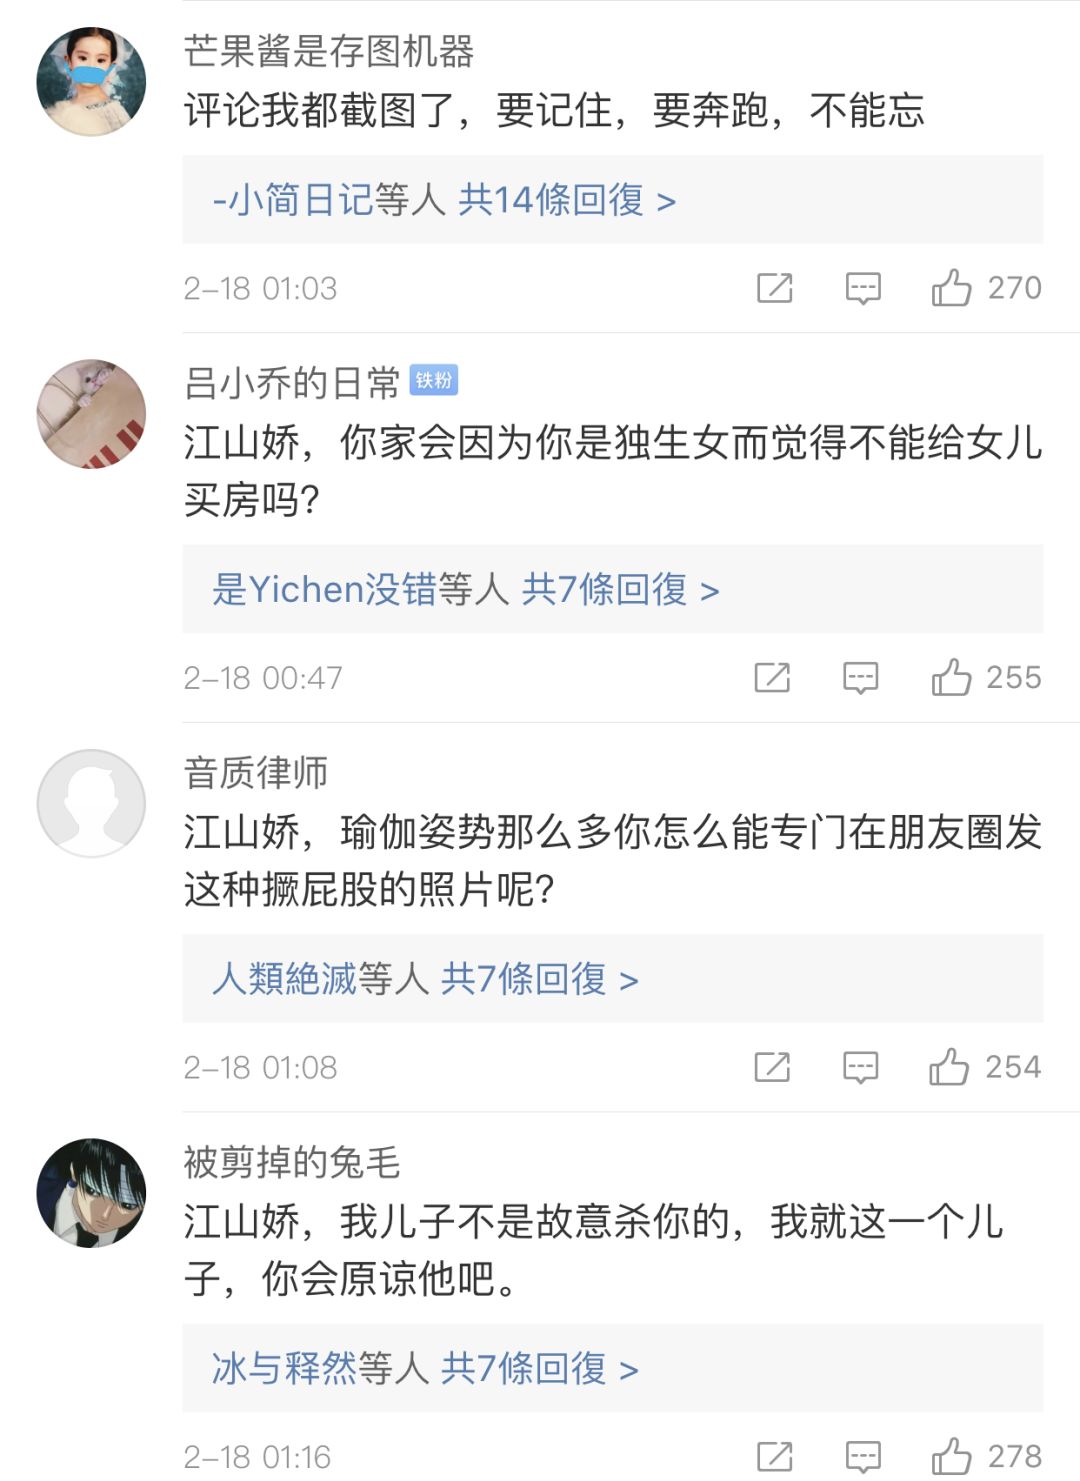 芒果酱是存图机器
评论我都截图了，要记住，要奔跑，不能忘
-小简日记等人 共14條回復 >
2-18 01:03
270
吕小乔的日常 铁粉
江山娇，你家会因为你是独生女而觉得不能给女儿
买房吗？
是Yichen没错等人 共7條回復 >
2-18 00:47
255
音质律师
江山娇，瑜伽姿势那么多你怎么能专门在朋友圈发
这种撅屁股的照片呢？
人類絶滅等人 共7條回復 >
2-18 01:08
254
被剪掉的兔毛
江山娇，我儿子不是故意杀你的，我就这一个儿
子，你会原谅他吧。
冰与释然等人 共7條回復 >
2-18 01:16
278